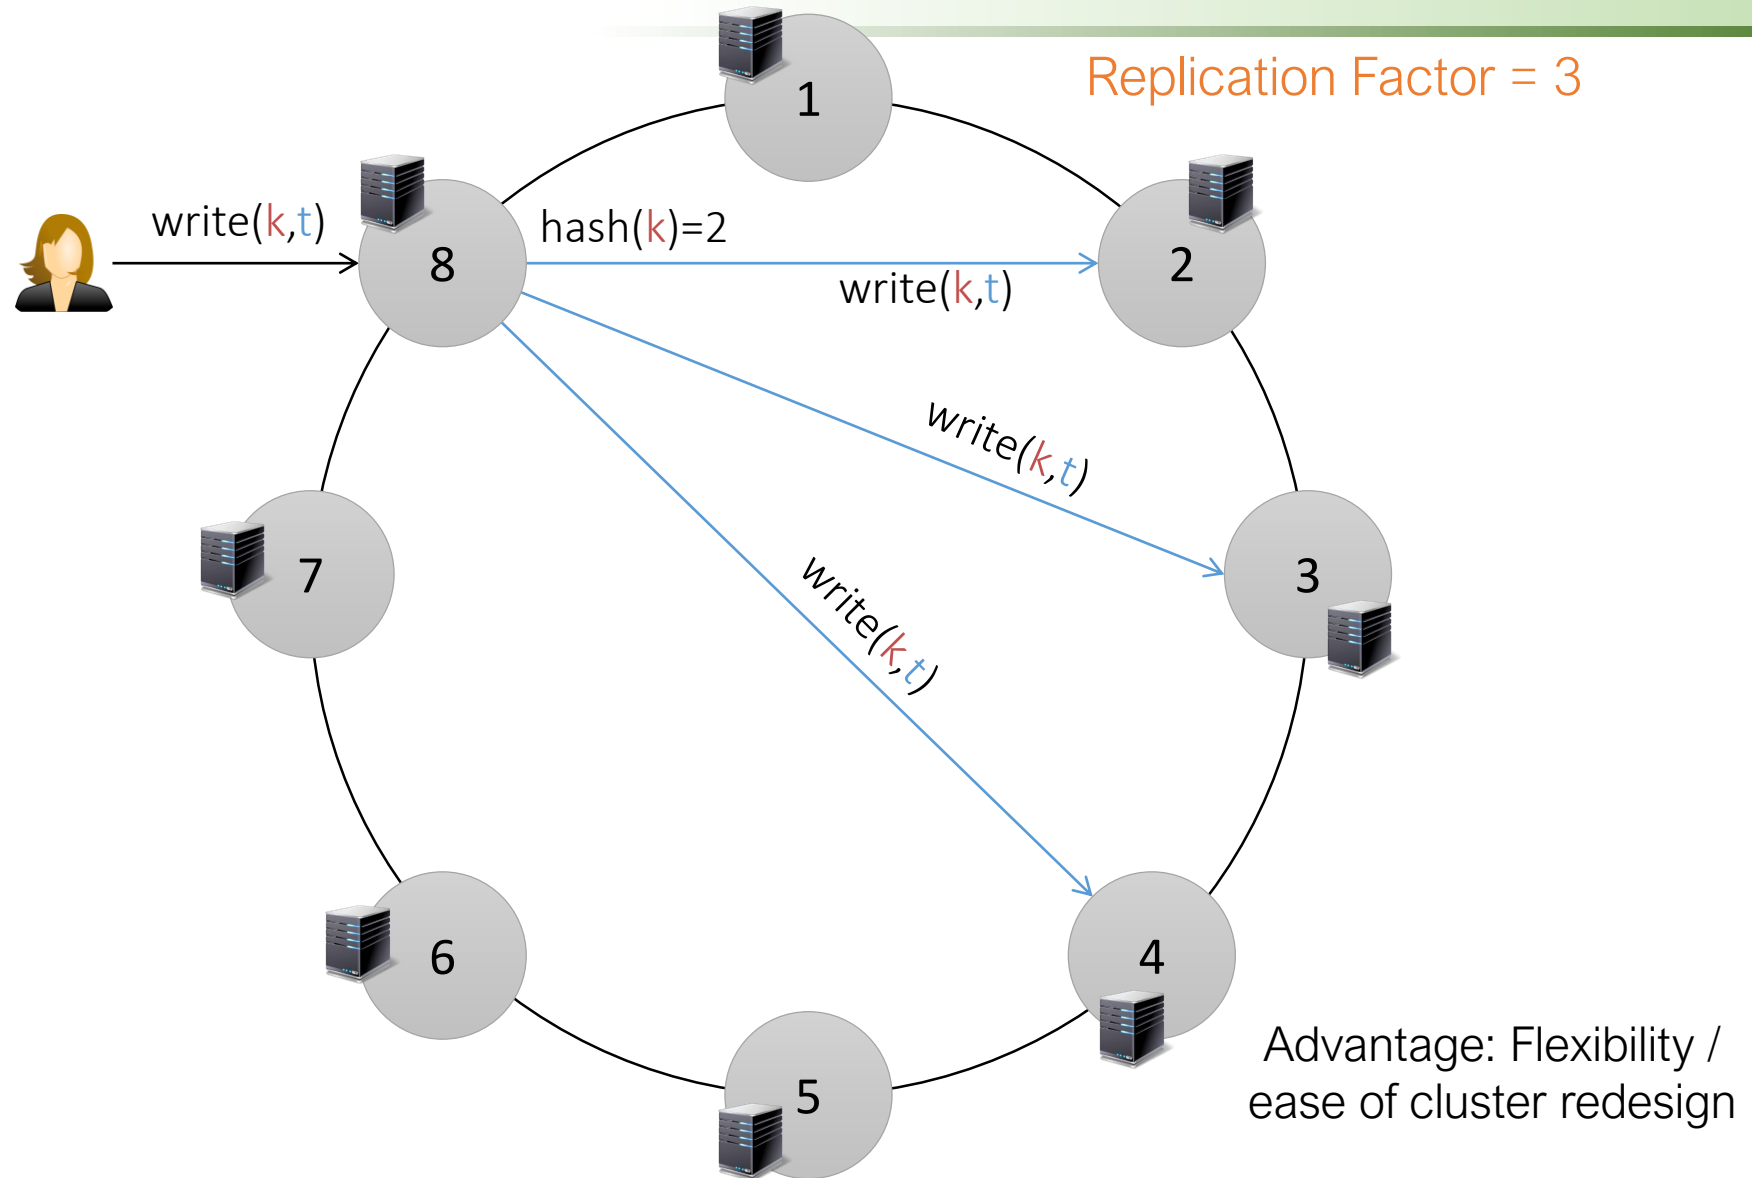 Replication Factor = 3
1
write(k,t)
hash(k)=2
8
2
write(k,t)
write(k,t)
7
3
write(k,t)
6
4
Advantage: Flexibility /
ease of cluster redesign
5